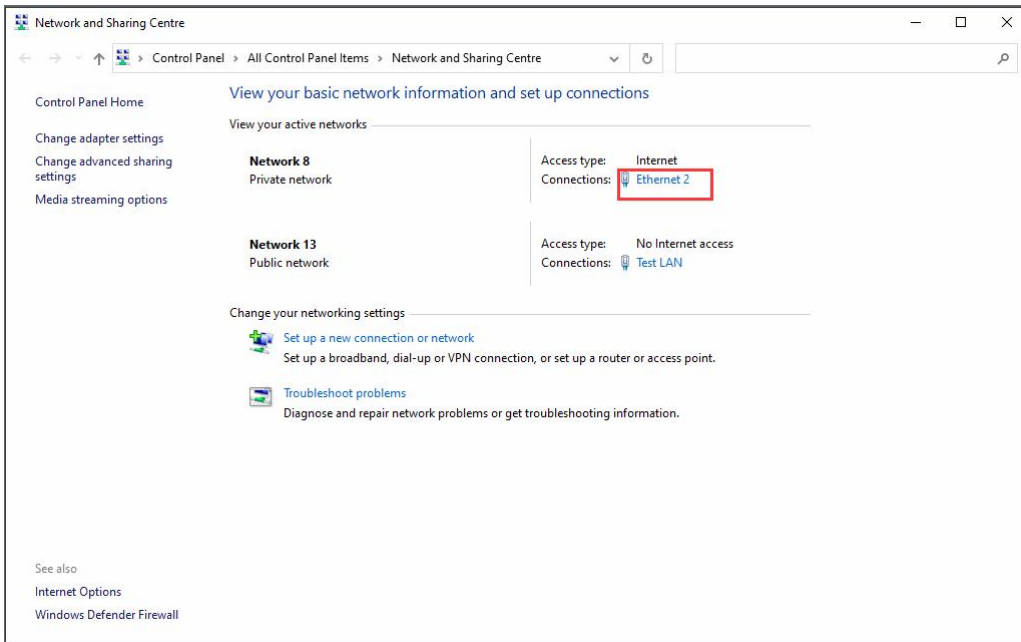 Network and Sharing Centre
Control Panel > All Control Panel Items > Network and Sharing Centre
Control Panel Home
Change adapter settings
Change advanced sharing
settings
Media streaming options
View your basic network information and set up connections
View your active networks
Network 8
Private network
Access type: Internet
Connections: Ethernet 2
Network 13
Public network
Access type: No Internet access
Connections: Test LAN
Change your networking settings
Set up a new connection or network
Set up a broadband, dial-up or VPN connection, or set up a router or access point.
Troubleshoot problems
Diagnose and repair network problems or get troubleshooting information.
See also
Internet Options
Windows Defender Firewall